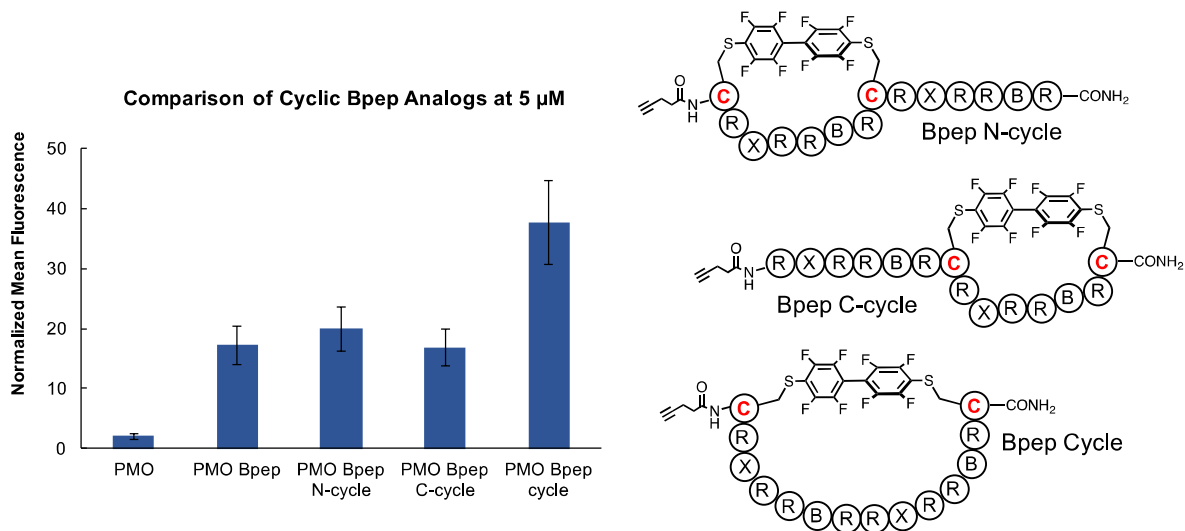 Comparison of Cyclic Bpep Analogs at 5 µM
Normalized Mean Fluorescence
50
40
30
20
10
0
PMO
PMO Bpep
PMO Bpep
N-cycle
PMO Bpep
C-cycle
PMO Bpep
cycle
F F F F
S S
F F F F
O
N
H
C C R X R R B R CONH2
R X R R B R
Bpep N-cycle
F F F F
S S
F F F F
O
N
H
R X R R B R C C CONH2
R X R R B R
Bpep C-cycle
F F F F
S S
F F F F
O
N
H
C C CONH2
R X R R B R R X R R B R
Bpep Cycle